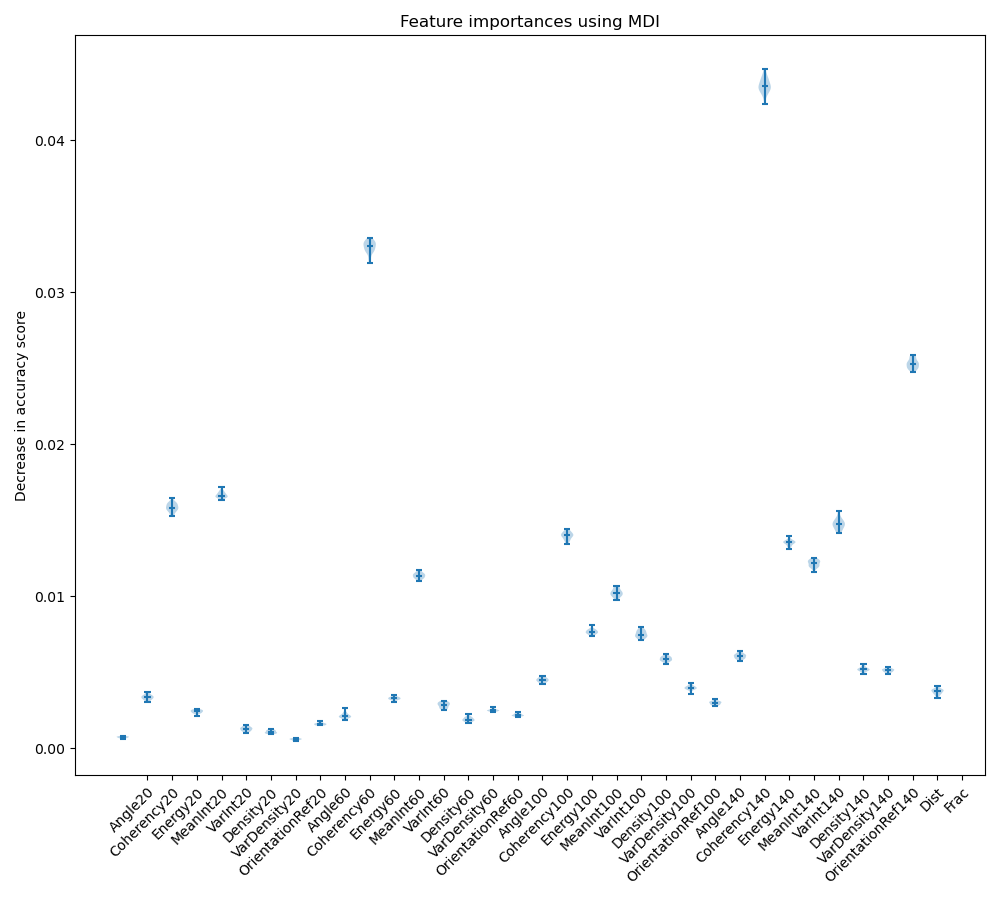 Feature importances using MDI
Decrease in accuracy score
0.04
0.03
0.02
0.01
0.00
Angle20
Coherency20
Energy20
MeanInt20
VarInt20
Density20
VarDensity20
OrientationRef20
Angle60
Coherency60
Energy60
MeanInt60
VarInt60
Density60
VarDensity60
OrientationRef60
Angle100
Coherency100
Energy100
MeanInt100
VarInt100
Density100
VarDensity100
OrientationRef100
Angle140
Coherency140
Energy140
MeanInt140
VarInt140
Density140
VarDensity140
OrientationRef140
Dist
Frac